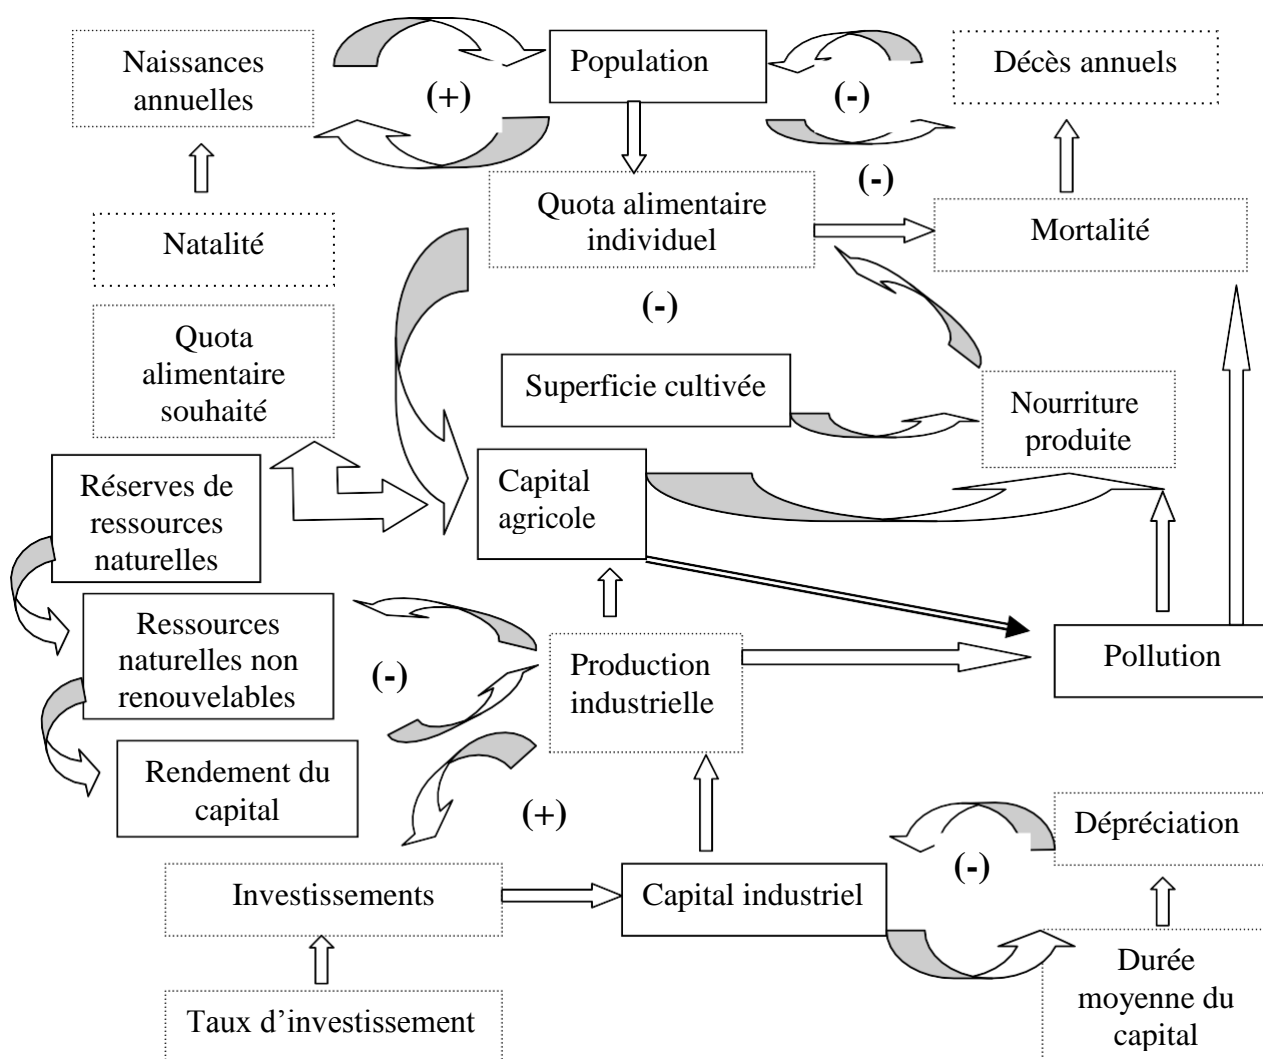 Naissances
annuelles
(+)
Population
(-)
Décès annuels
(-)
Natalité
Quota alimentaire
individuel
Mortalité
(-)
Quota
alimentaire
souhaité
Superficie cultivée
Nourriture
produite
Réserves de
ressources
naturelles
Capital
agricole
Ressources
naturelles non
renouvelables
(-)
Production
industrielle
Pollution
Rendement du
capital
(+)
Dépréciation
(-)
Investissements
Capital industriel
Durée
moyenne du
capital
Taux d’investissement